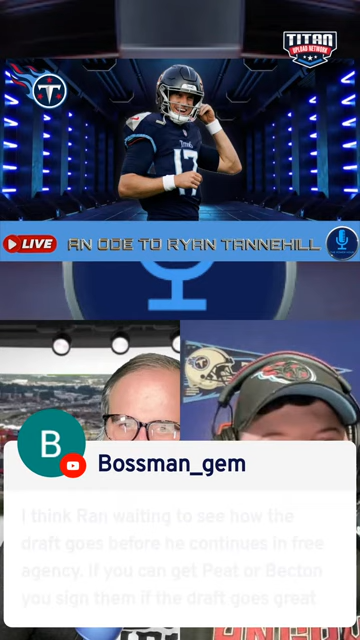 TITAN
UPLOAD NETWORK
T
TITANS
17
LIVE
AN ODE TO RYAN TANNEHILL
B
Bossman_gem
I think Ran waiting to see how the
draft goes before he continues in free
agency. If you can get Peat or Becton
you sign them if the draft goes great